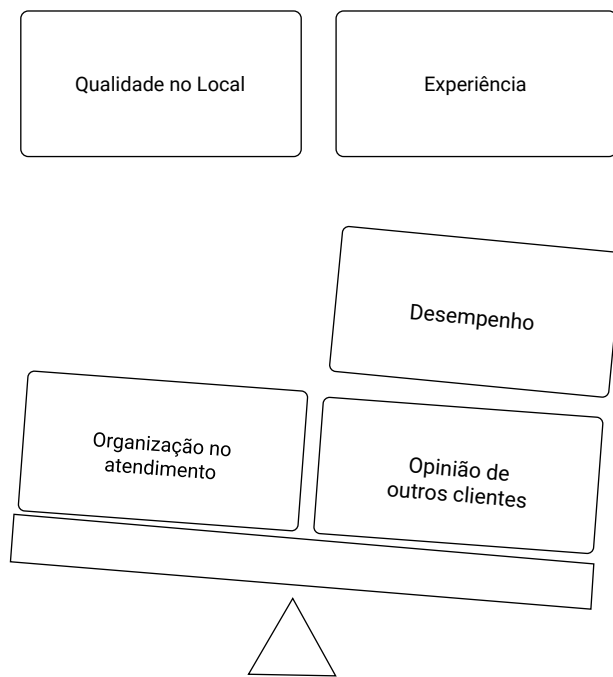 Qualidade no Local
Experiência
Desempenho
Organização no
atendimento
Opinião de
outros clientes